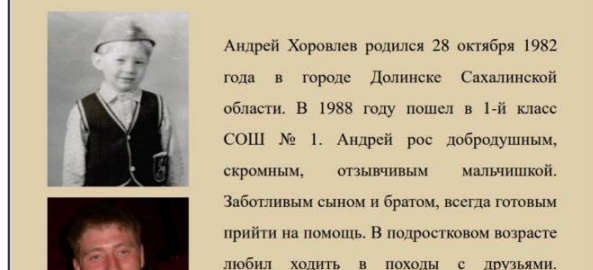 Андрей Хоровлев родился 28 октября 1982
года в городе Долинске Сахалинской
области. В 1988 году пошел в 1-й класс
СОШ № 1. Андрей рос добродушным,
скромным, отзывчивым мальчишкой.
Заботливым сыном и братом, всегда готовым
прийти на помощь. В подростковом возрасте
любил ходить в походы с друзьями.